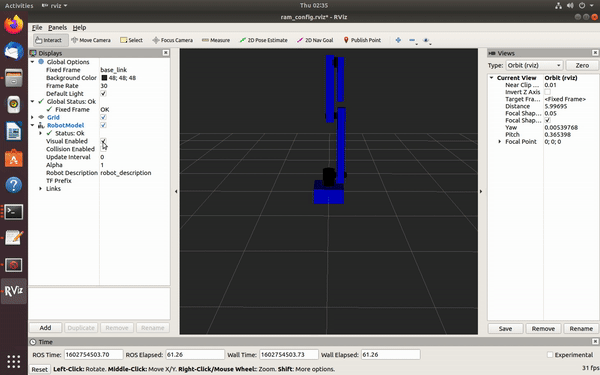 rviz
Thu 02:35
ram_config.rviz* - RViz
File Panels Help
Interact Move Camera Select Focus Camera Measure 2D Pose Estimate 2D Nav Goal Publish Point
Displays
Global Options
Fixed Frame base_link
Background Color 48; 48; 48
Frame Rate 30
Default Light
Global Status: Ok
Fixed Frame OK
Grid
RobotModel
Status: Ok
Visual Enabled
Collision Enabled
Update Interval 0
Alpha 1
Robot Description robot_description
TF Prefix
Links
Add Duplicate Remove Rename
Views
Type: Orbit (rviz) Zero
Current View Orbit (rviz)
Near Clip ... 0.01
Invert Z Axis
Target Fra... <Fixed Frame>
Distance 5.99695
Focal Shap... 0.05
Focal Shap...
Yaw 0.00539768
Pitch 0.365398
Focal Point 0; 0; 0
Save Remove Rename
Time
ROS Time: 1602754503.70 ROS Elapsed: 61.26 Wall Time: 1602754503.73 Wall Elapsed: 61.26 Experimental
Reset Left-Click: Rotate. Middle-Click: Move X/Y. Right-Click/Mouse Wheel: Zoom. Shift: More options. 31 fps
RViz